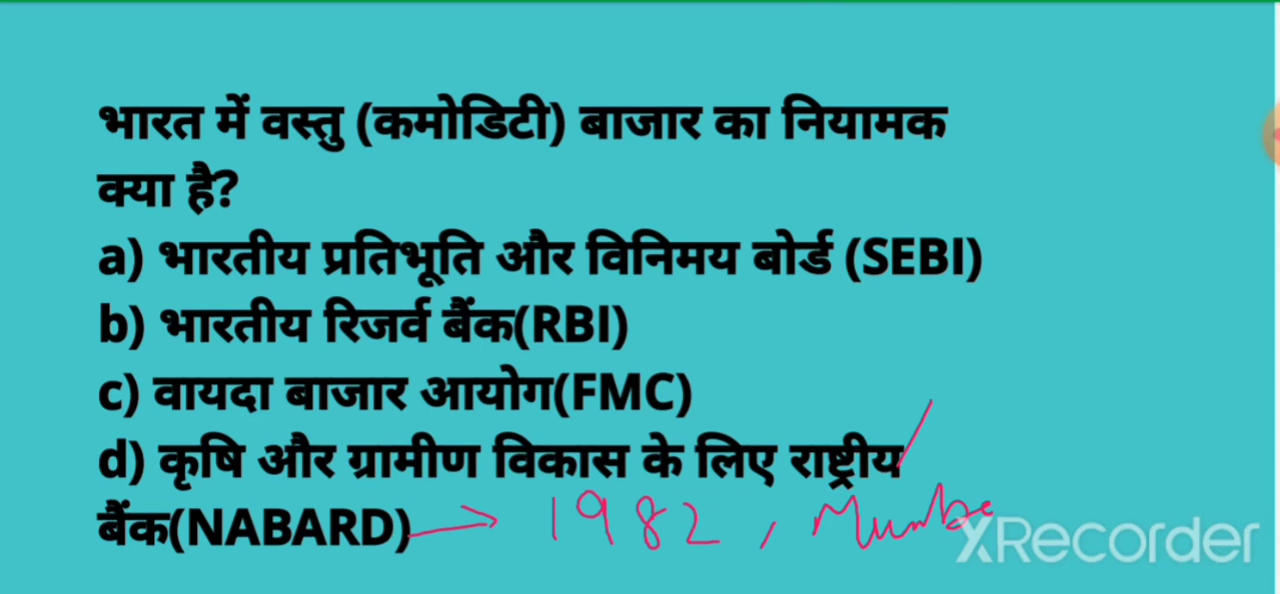 भारत में वस्तु (कमोडिटी) बाजार का नियामक
क्या है?
a) भारतीय प्रतिभूति और विनिमय बोर्ड (SEBI)
b) भारतीय रिजर्व बैंक(RBI)
c) वायदा बाजार आयोग(FMC)
d) कृषि और ग्रामीण विकास के लिए राष्ट्रीय
बैंक(NABARD) → 1982, Mumbe
XRecorder